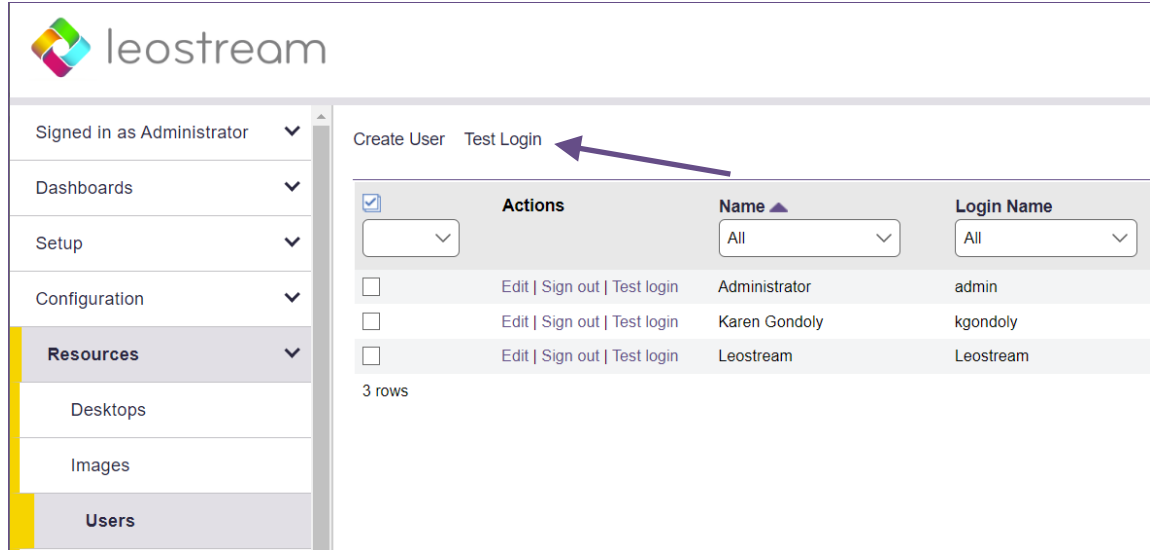 leostream
Signed in as Administrator
Dashboards
Setup
Configuration
Resources
Desktops
Images
Users
Create User Test Login
Actions Name Login Name
All All
Edit | Sign out | Test login Administrator admin
Edit | Sign out | Test login Karen Gondoly kgondoly
Edit | Sign out | Test login Leostream Leostream
3 rows